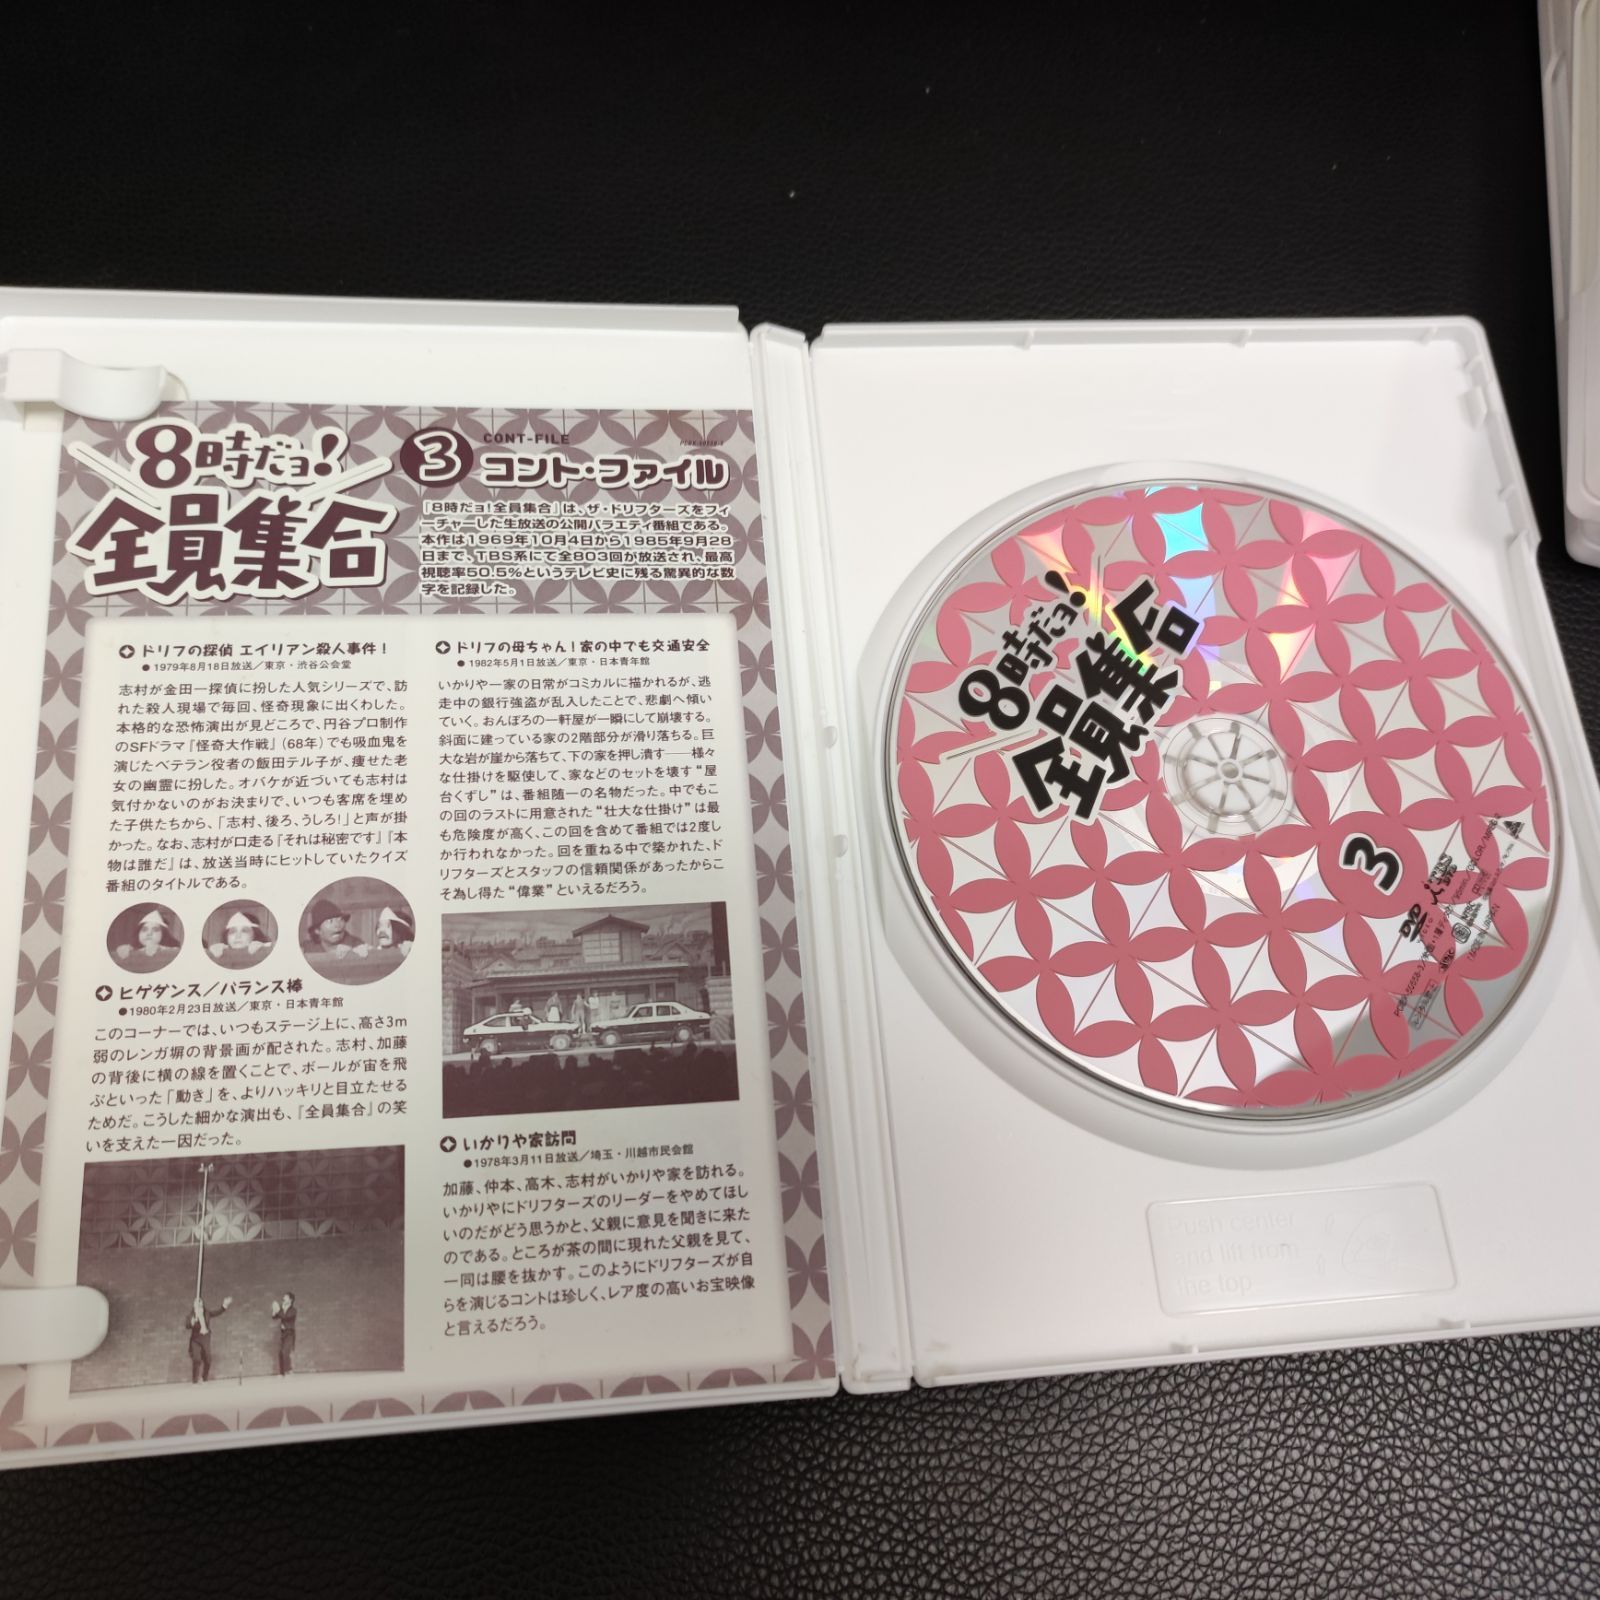 8時だョ!
全員集合
3
CONT-FILE
コント・ファイル
『8時だョ!全員集合』は、ザ・ドリフターズをフィ
ーチャーした生放送の公開バラエティ番組である。
本作は1969年10月4日から1985年9月28
日まで、TBS系にて全803回が放送され、最高
視聴率50.5%というテレビ史に残る驚異的な数
字を記録した。
ドリフの探偵 エイリアン殺人事件!
●1979年8月18日放送/東京・渋谷公会堂
志村が金田一探偵に扮した人気シリーズで、訪
れた殺人現場で毎回、怪奇現象に出くわした。
本格的な恐怖演出が見どころで、円谷プロ制作
のSFドラマ『怪奇大作戦』(68年)でも吸血鬼を
演じたベテラン役者の飯田テル子が、痩せた老
女の幽霊に扮した。オバケが近づいても志村は
気付かないのがお決まりで、いつも客席を埋め
た子供たちから、「志村、後ろ、うしろ!」と声が掛
かった。なお、志村が口走る『それは秘密です』『本
物は誰だ』は、放送当時にヒットしていたクイズ
番組のタイトルである。
ヒゲダンス/バランス棒
●1980年2月23日放送/東京・日本青年館
このコーナーでは、いつもステージ上に、高さ3m
弱のレンガ塀の背景画が配された。志村、加藤
の背後に横の線を置くことで、ボールが宙を飛
ぶといった「動き」を、よりハッキリと目立たせる
ためだ。こうした細かな演出も、『全員集合』の笑
いを支えた一因だった。
ドリフの母ちゃん!家の中でも交通安全
●1982年5月1日放送/東京・日本青年館
いかりや一家の日常がコミカルに描かれるが、逃
走中の銀行強盗が乱入したことで、悲劇へ傾い
ていく。おんぼろの一軒屋が一瞬にして崩壊する。
斜面に建っている家の2階部分が滑り落ちる。巨
大な岩が崖から落ちて、下の家を押し潰す──様々
な仕掛けを駆使して、家などのセットを壊す“屋
台くずし”は、番組随一の名物だった。中でもこ
の回のラストに用意された“壮大な仕掛け”は最
も危険度が高く、この回を含めて番組では2度し
か行われなかった。回を重ねる中で築かれた、ド
リフターズとスタッフの信頼関係があったからこ
そ為し得た“偉業”といえるだろう。
いかりや家訪問
●1978年3月11日放送/埼玉・川越市民会館
加藤、仲本、高木、志村がいかりや家を訪れる。
いかりやにドリフターズのリーダーをやめてほし
いのだがどう思うかと、父親に意見を聞きに来た
のである。ところが茶の間に現れた父親を見て、
一同は腰を抜かす。このようにドリフターズが自
らを演じるコントは珍しく、レア度の高いお宝映像
と言えるだろう。
8時だョ!
全員集合
3
TBS
DVD
VIDEO
Push center
and lift from
the top